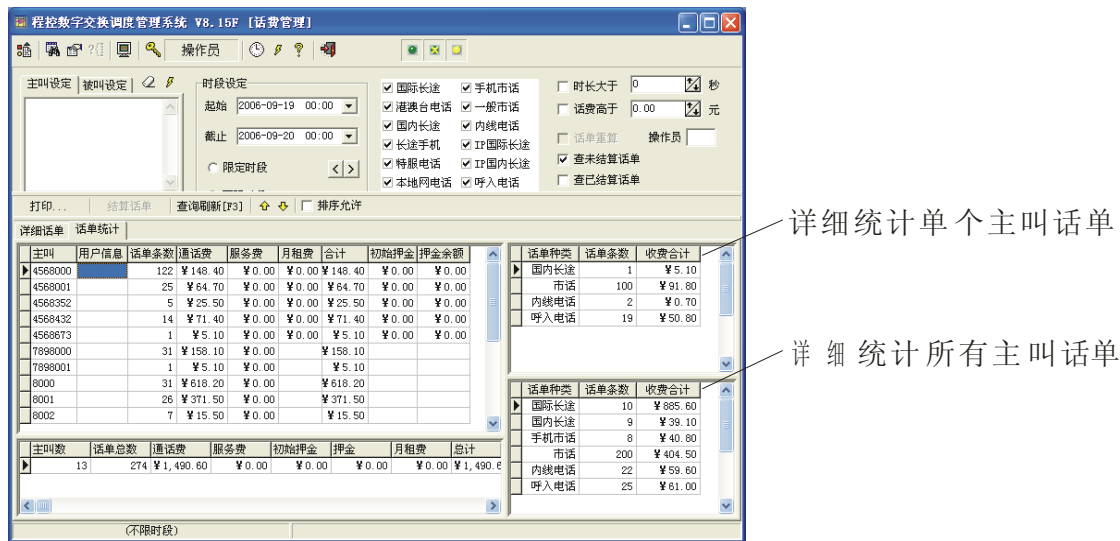 程控数字交换调度管理系统 V8.15F [话费管理]
操作员
主叫设定 被叫设定
时段设定
起始 2006-09-19 00:00
截止 2006-09-20 00:00
限定时段 < >
国际长途 手机市话
港澳台电话 一般市话
国内长途 内线电话
长途手机 IP国际长途
特服电话 IP国内长途
本地网电话 呼入电话
时长大于 0 秒
话费高于 0.00 元
话单重算 操作员
查未结算话单
查已结算话单
打印... 结算话单 查询刷新[F3] 排序允许
详细话单 话单统计
主叫 用户信息 话单条数 通话费 服务费 月租费 合计 初始押金 押金余额
4568000 122 ¥148.40 ¥0.00 ¥0.00 ¥148.40 ¥0.00 ¥0.00
4568001 25 ¥64.70 ¥0.00 ¥0.00 ¥64.70 ¥0.00 ¥0.00
4568352 5 ¥25.50 ¥0.00 ¥0.00 ¥25.50 ¥0.00 ¥0.00
4568432 14 ¥71.40 ¥0.00 ¥0.00 ¥71.40 ¥0.00 ¥0.00
4568673 1 ¥5.10 ¥0.00 ¥0.00 ¥5.10 ¥0.00 ¥0.00
7898000 31 ¥158.10 ¥0.00 ¥158.10
7898001 1 ¥5.10 ¥0.00 ¥5.10
8000 31 ¥618.20 ¥0.00 ¥618.20
8001 26 ¥371.50 ¥0.00 ¥371.50
8002 7 ¥15.50 ¥0.00 ¥15.50
主叫数 话单总数 通话费 服务费 初始押金 押金 月租费 总计
13 274 ¥1,490.60 ¥0.00 ¥0.00 ¥0.00 ¥0.00 ¥1,490.6
话单种类 话单条数 收费合计
国内长途 1 ¥5.10
市话 100 ¥91.80
内线电话 2 ¥0.70
呼入电话 19 ¥50.80
话单种类 话单条数 收费合计
国际长途 10 ¥885.60
国内长途 9 ¥39.10
手机市话 8 ¥40.80
市话 200 ¥404.50
内线电话 22 ¥59.60
呼入电话 25 ¥61.00
(不限时段)
详细统计单个主叫话单
详细统计所有主叫话单